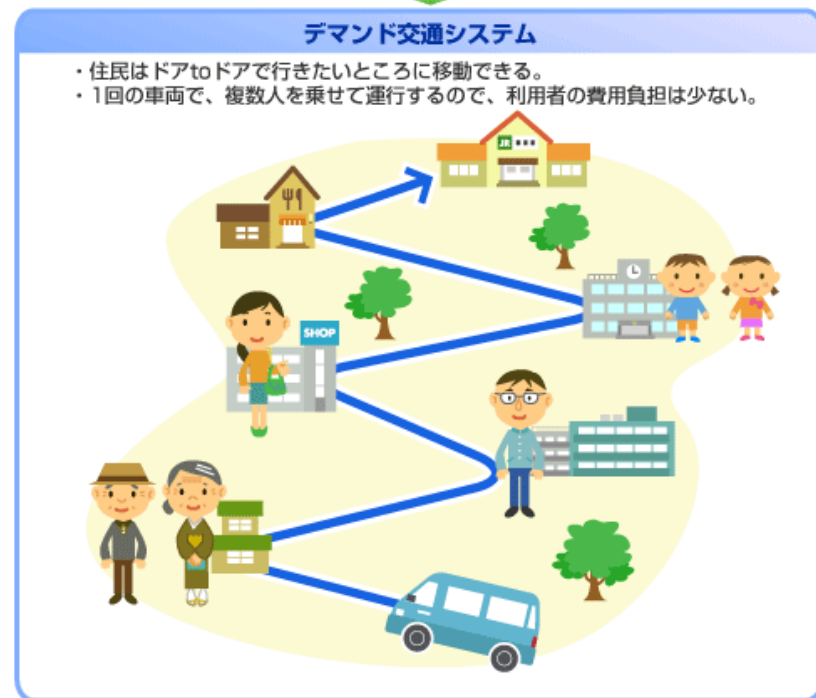 デマンド交通システム
・住民はドアtoドアで行きたいところに移動できる。
・1回の車両で、複数人を乗せて運行するので、利用者の費用負担は少ない。
JR
SHOP